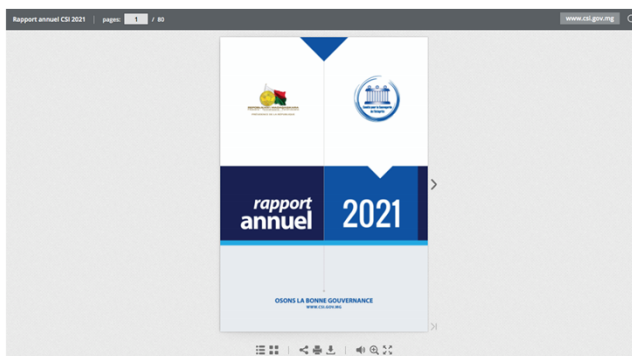 Rapport annuel CSI 2021 | pages: 1 / 80
www.csi.gov.mg
rapport
annuel
2021
OSONS LA BONNE GOUVERNANCE
WWW.CSI.GOV.MG